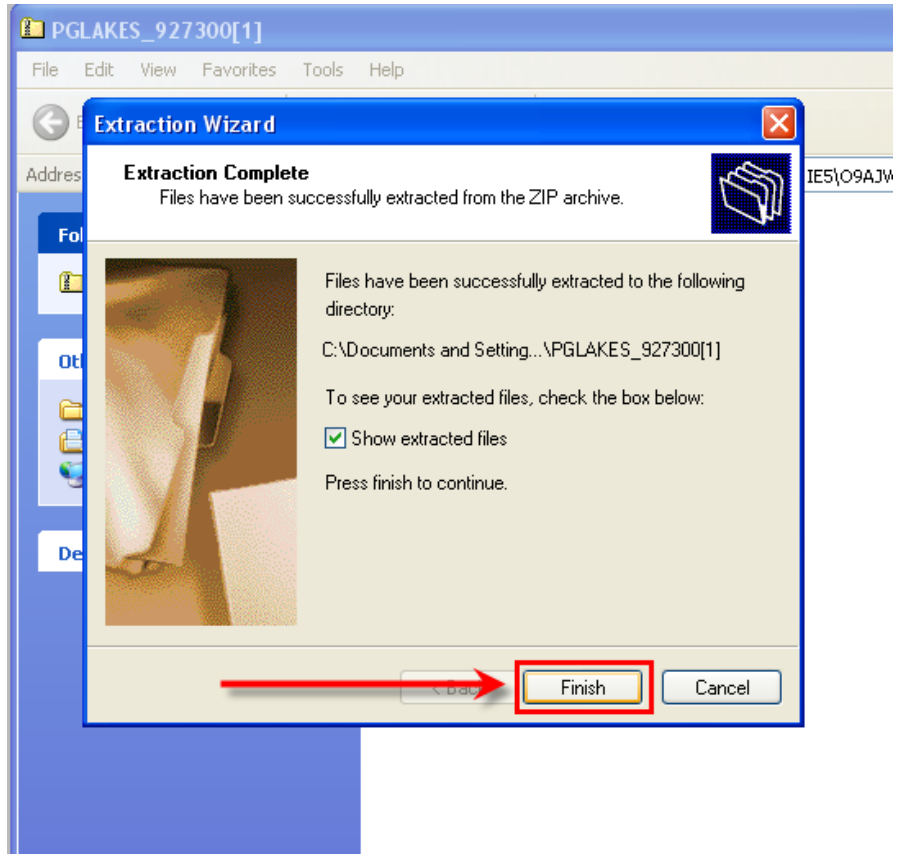 PGLAKES_927300[1]
File Edit View Favorites Tools Help
Extraction Wizard
Addres
IE5\O9AJW
Extraction Complete
Files have been successfully extracted from the ZIP archive.
Fol
Files have been successfully extracted to the following
directory:
C:\Documents and Setting...\PGLAKES_927300[1]
Otl
To see your extracted files, check the box below:
Show extracted files
Press finish to continue.
De
< Bac
Finish
Cancel